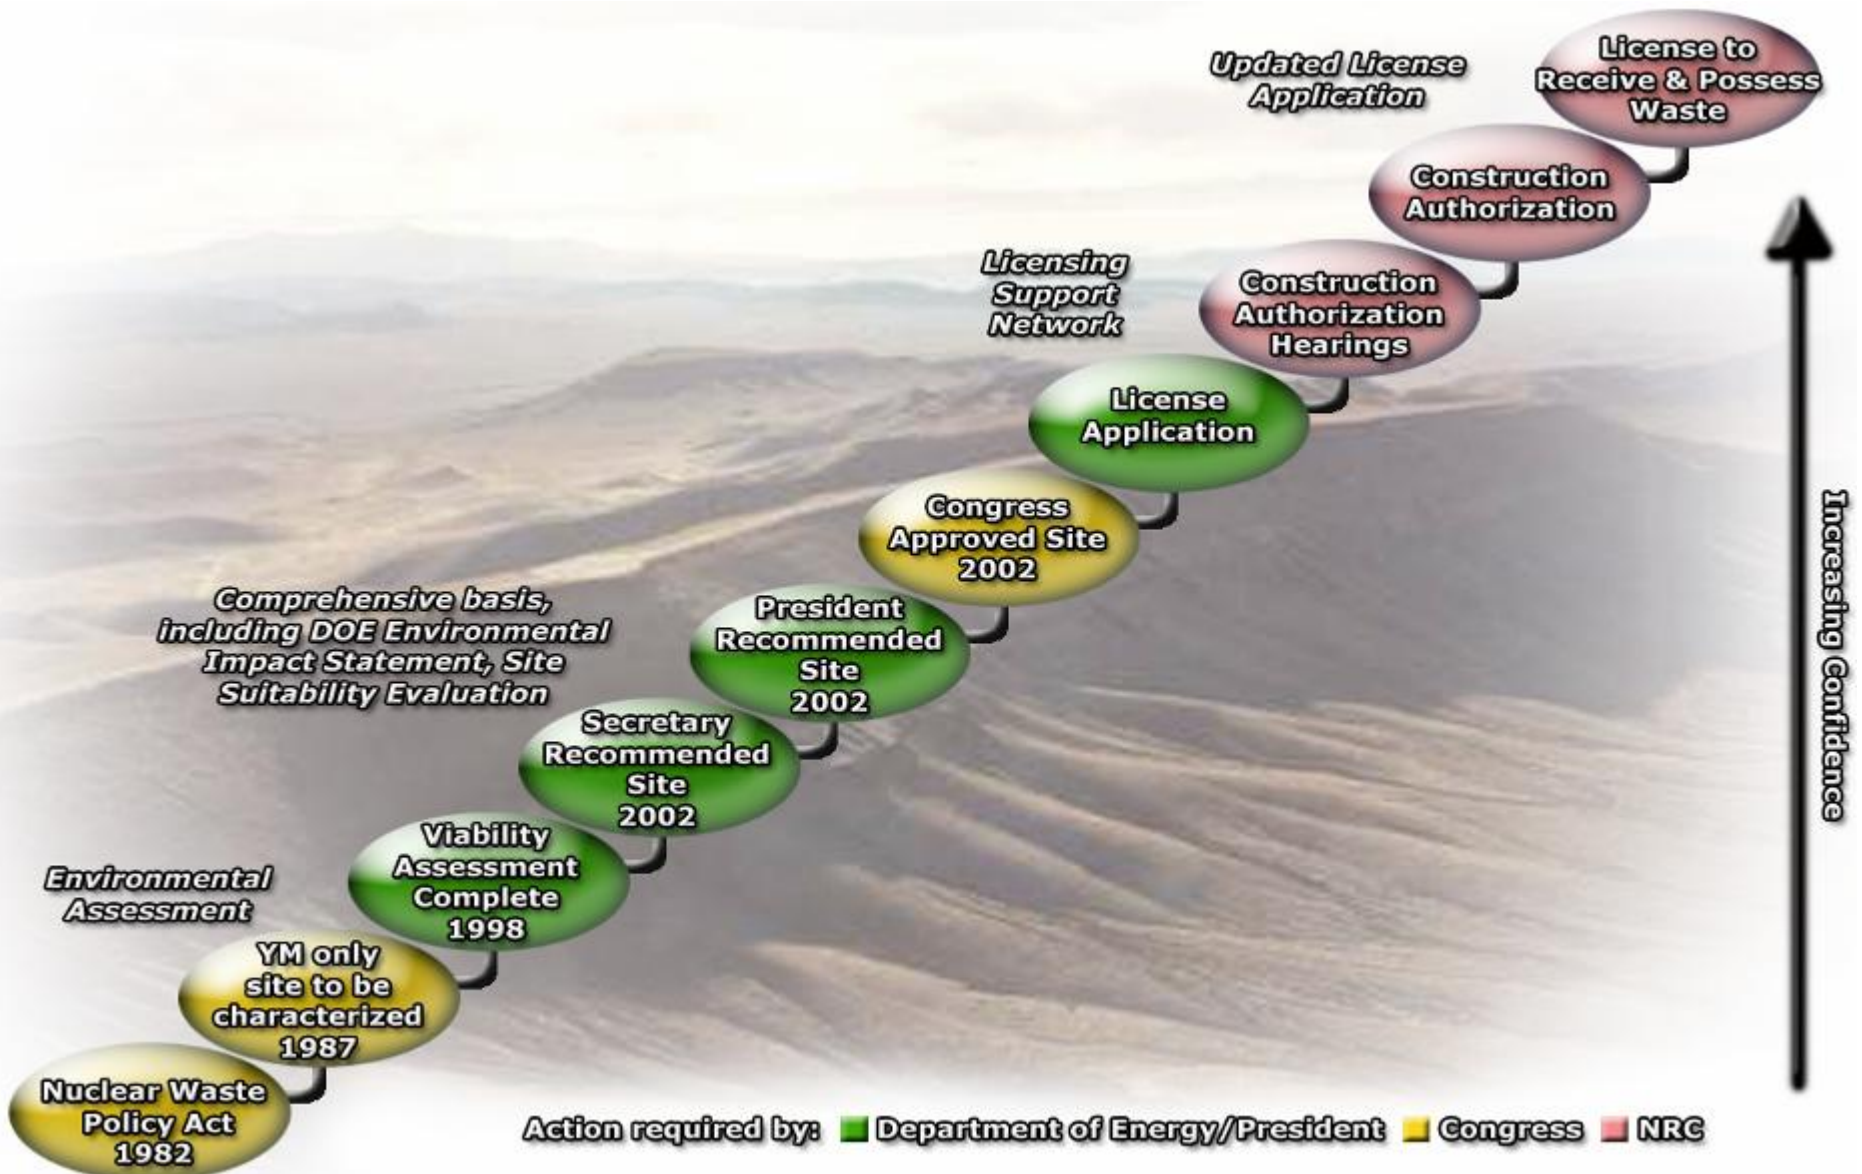 Updated License
Application
License to
Receive & Possess
Waste
Construction
Authorization
Licensing
Support
Network
Construction
Authorization
Hearings
License
Application
Congress
Approved Site
2002
Comprehensive basis,
including DOE Environmental
Impact Statement, Site
Suitability Evaluation
President
Recommended
Site
2002
Secretary
Recommended
Site
2002
Viability
Assessment
Complete
1998
Environmental
Assessment
YM only
site to be
characterized
1987
Nuclear Waste
Policy Act
1982
Increasing Confidence
Action required by: Department of Energy/President Congress NRC